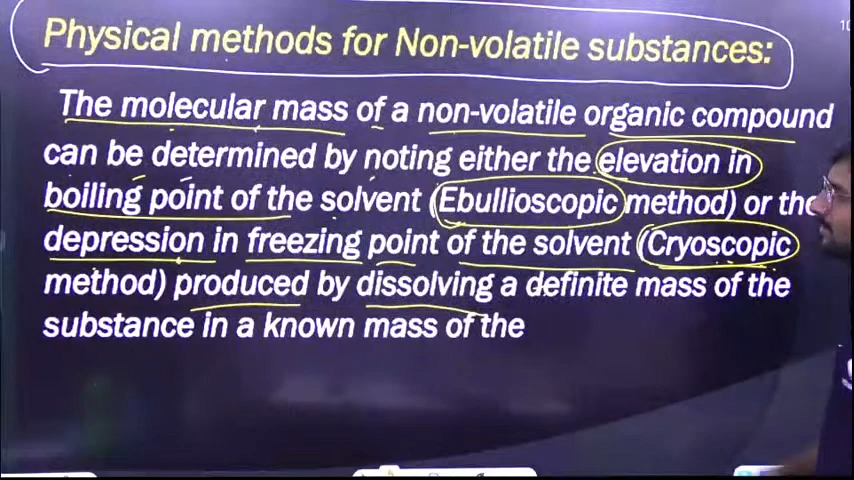 Physical methods for Non-volatile substances:
10
The molecular mass of a non-volatile organic compound
can be determined by noting either the elevation in
boiling point of the solvent (Ebullioscopic method) or the
depression in freezing point of the solvent (Cryoscopic
method) produced by dissolving a definite mass of the
substance in a known mass of the